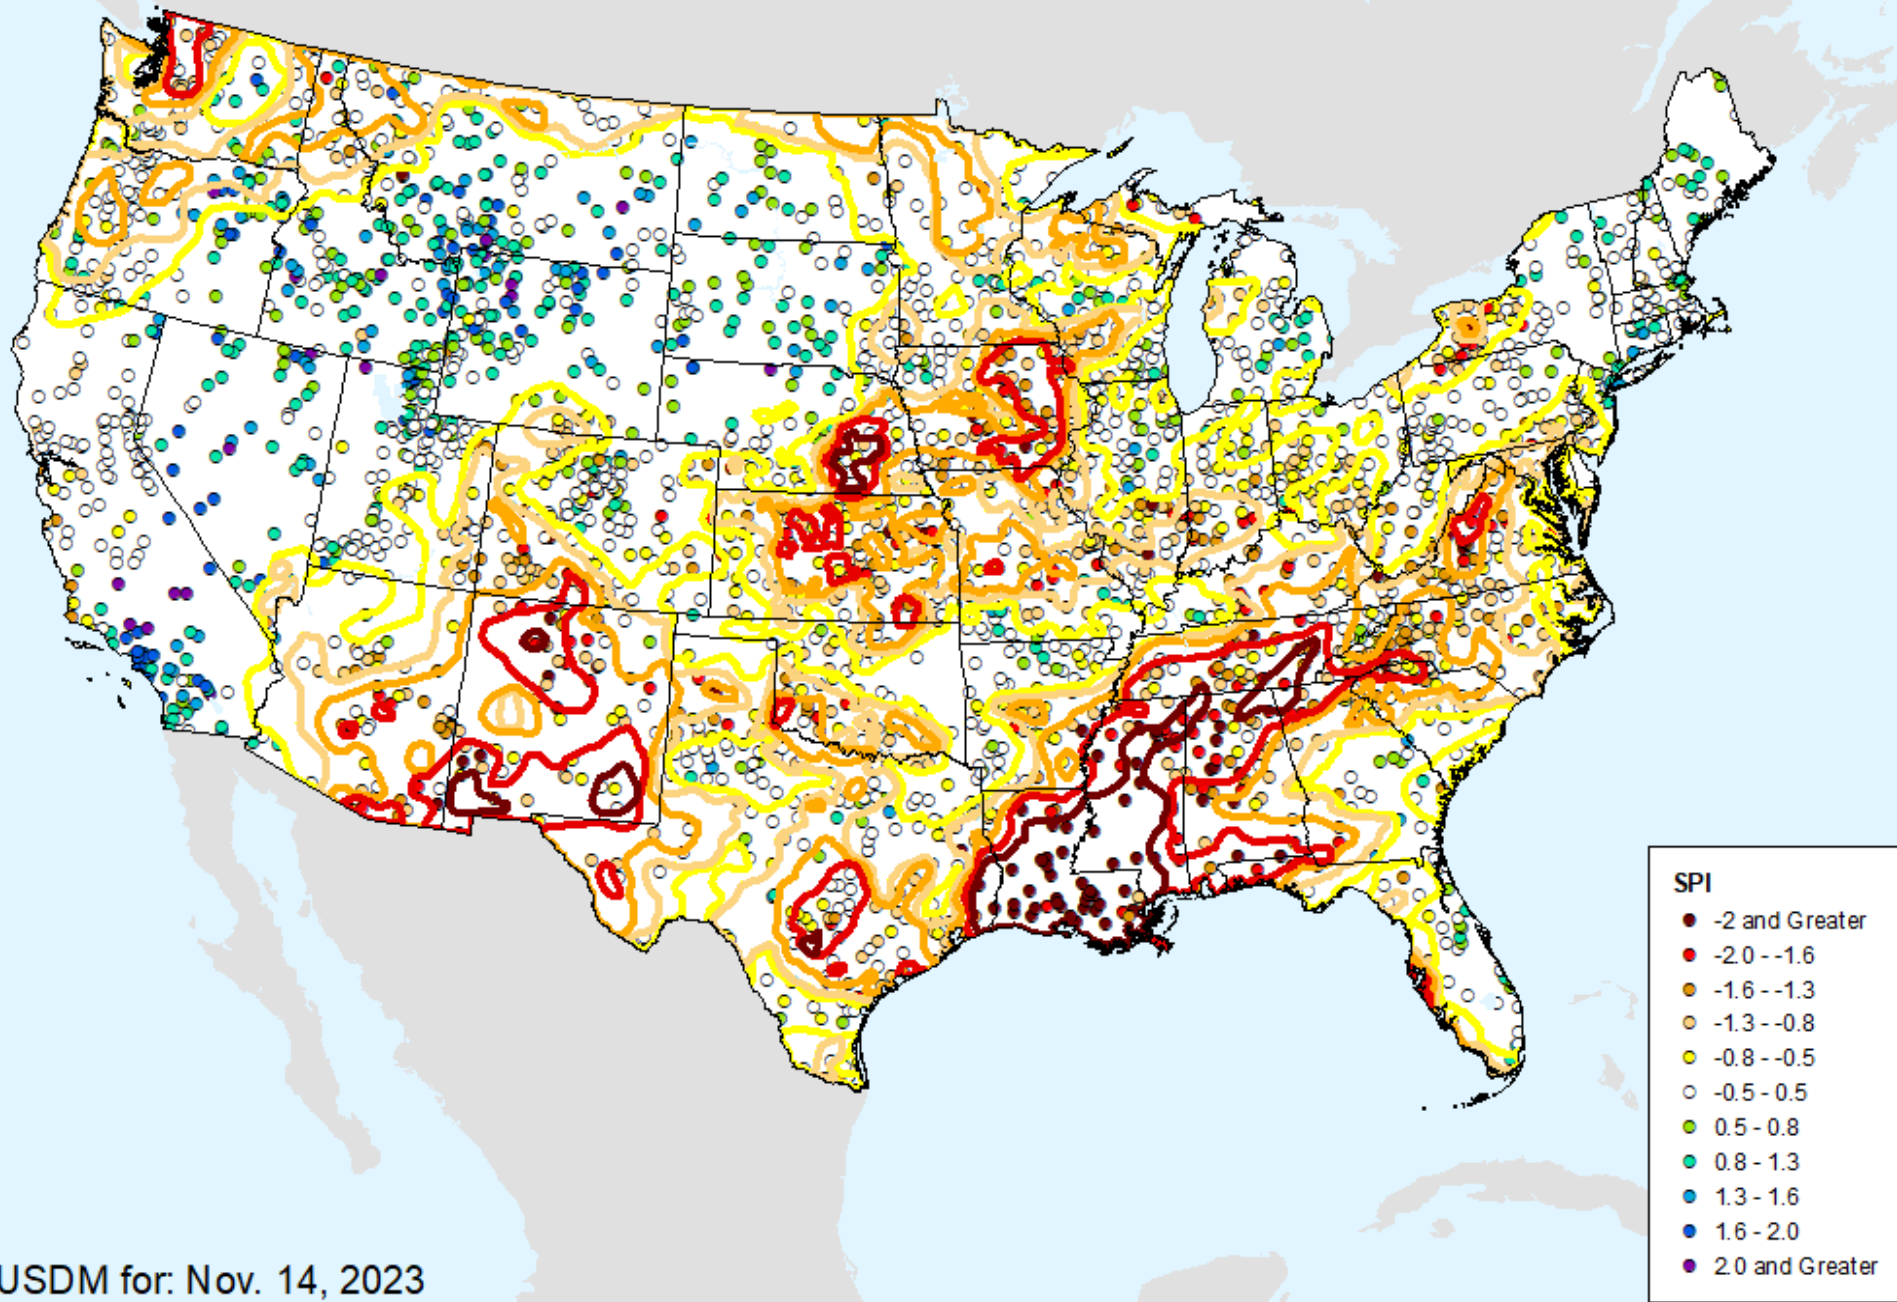 SPI
-2 and Greater
-2.0 - -1.6
-1.6 - -1.3
-1.3 - -0.8
-0.8 - -0.5
-0.5 - 0.5
0.5 - 0.8
0.8 - 1.3
1.3 - 1.6
1.6 - 2.0
2.0 and Greater
USDM for: Nov. 14, 2023